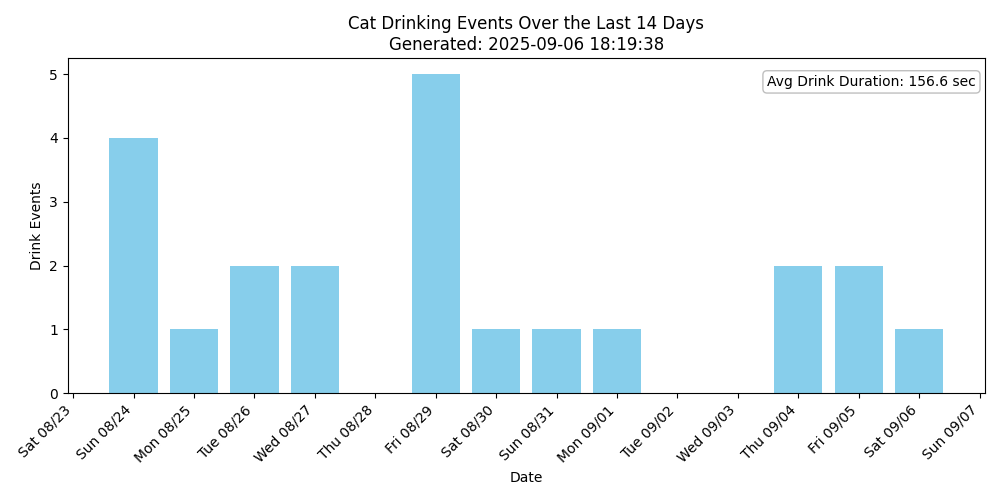 Cat Drinking Events Over the Last 14 Days
Generated: 2025-09-06 18:19:38
Avg Drink Duration: 156.6 sec
Drink Events
5
4
3
2
1
0
Sat 08/23
Sun 08/24
Mon 08/25
Tue 08/26
Wed 08/27
Thu 08/28
Fri 08/29
Sat 08/30
Sun 08/31
Mon 09/01
Tue 09/02
Wed 09/03
Thu 09/04
Fri 09/05
Sat 09/06
Sun 09/07
Date